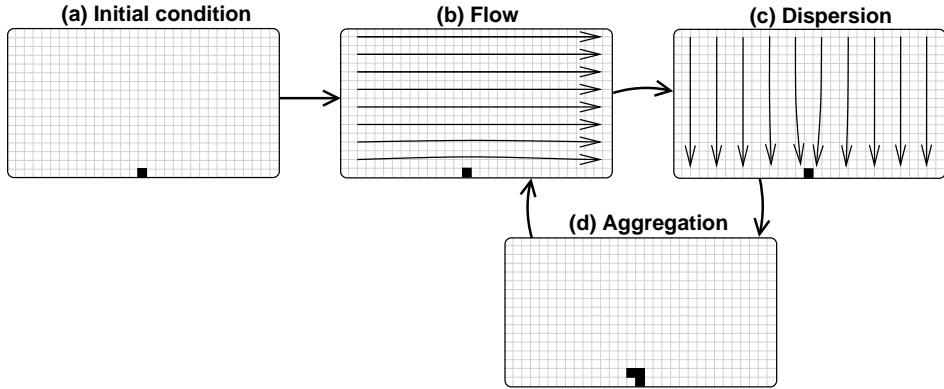 (a) Initial condition
(b) Flow
(c) Dispersion
(d) Aggregation